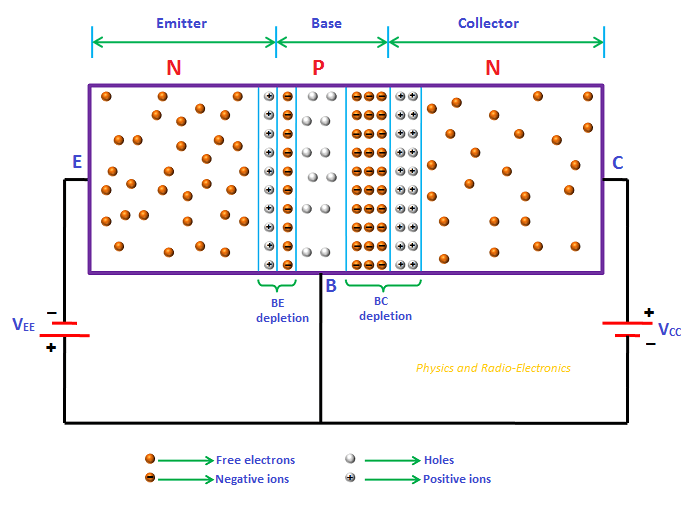 Emitter Base Collector
N P N
E C
B
BE
depletion
BC
depletion
−
VEE
+
+
VCC
−
Physics and Radio-Electronics
Free electrons Holes
Negative ions Positive ions